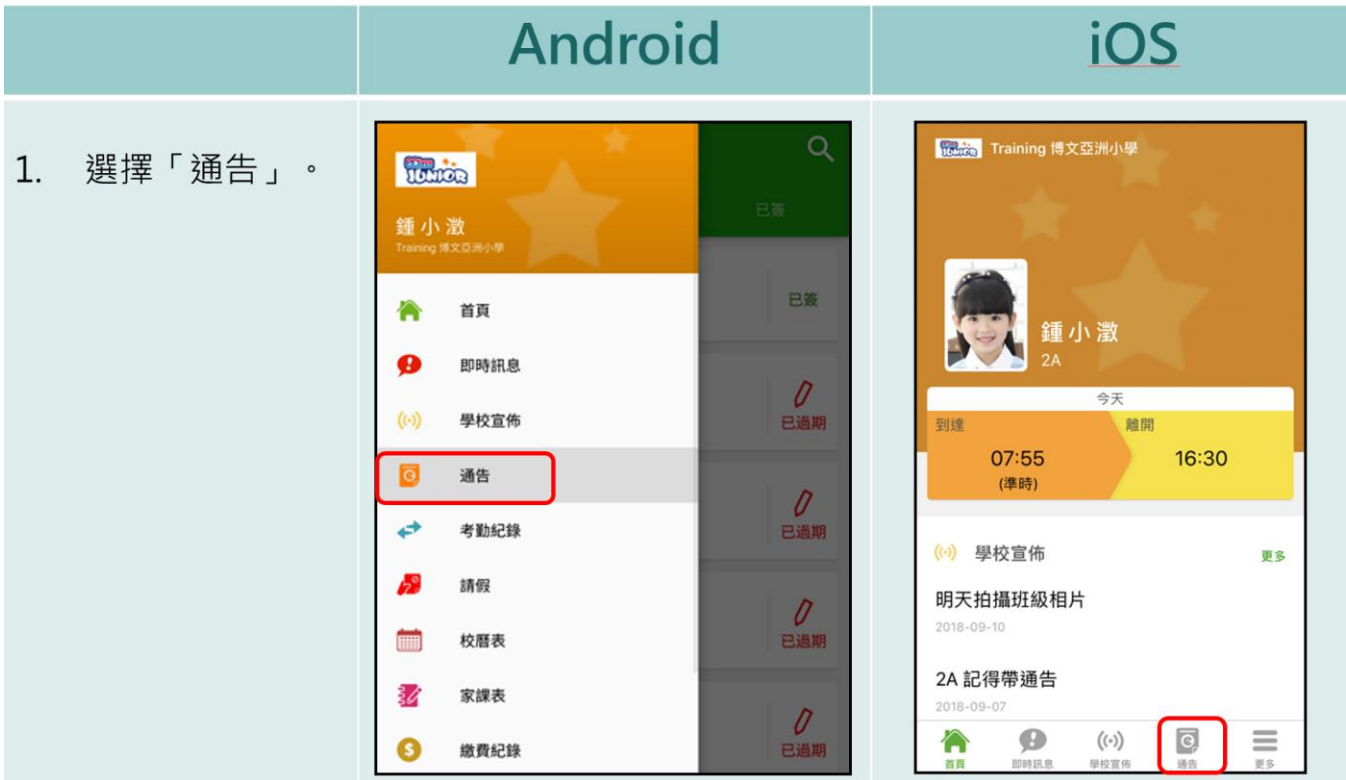 Android
iOS
1. 選擇「通告」。
JUNIOR
鍾小澂
Training 博文亞洲小學
首頁
即時訊息
學校宣佈
通告
考勤紀錄
請假
校曆表
家課表
繳費紀錄
已簽
已簽
已過期
已過期
已過期
已過期
JUNIOR
Training 博文亞洲小學
鍾小澂
2A
今天
到達
離開
07:55
16:30
(準時)
學校宣佈
更多
明天拍攝班級相片
2018-09-10
2A 記得帶通告
2018-09-07
首頁
即時訊息
學校宣佈
通告
更多